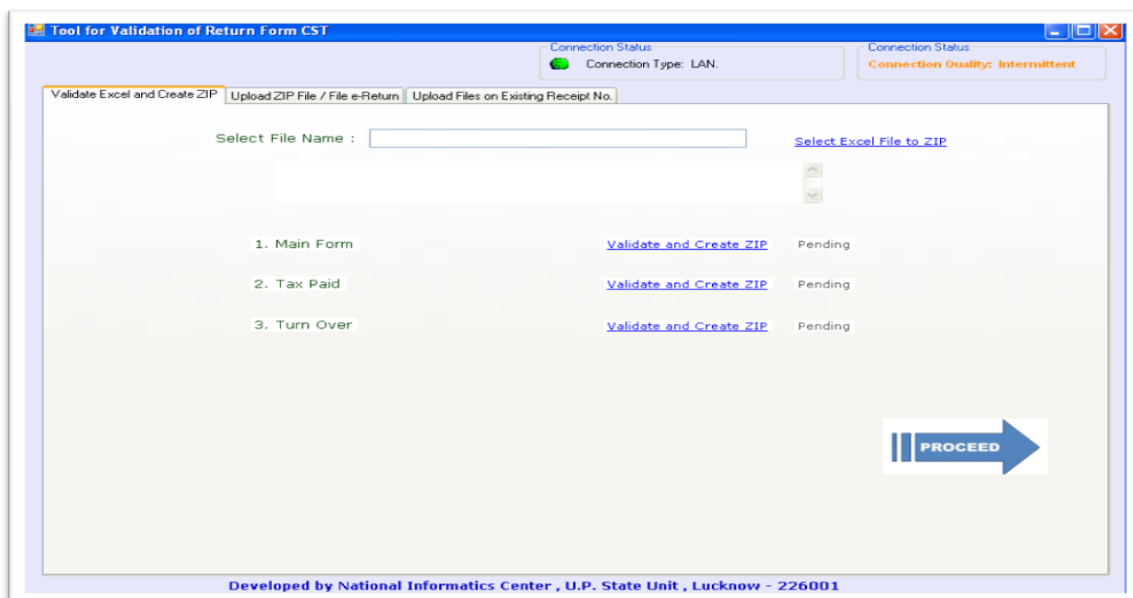 Tool for Validation of Return Form CST
Connection Status
Connection Type: LAN.
Connection Status
Connection Quality: Intermittent
Validate Excel and Create ZIP
Upload ZIP File / File e-Return
Upload Files on Existing Receipt No.
Select File Name :
Select Excel File to ZIP
1. Main Form Validate and Create ZIP Pending
2. Tax Paid Validate and Create ZIP Pending
3. Turn Over Validate and Create ZIP Pending
PROCEED
Developed by National Informatics Center , U.P. State Unit , Lucknow - 226001